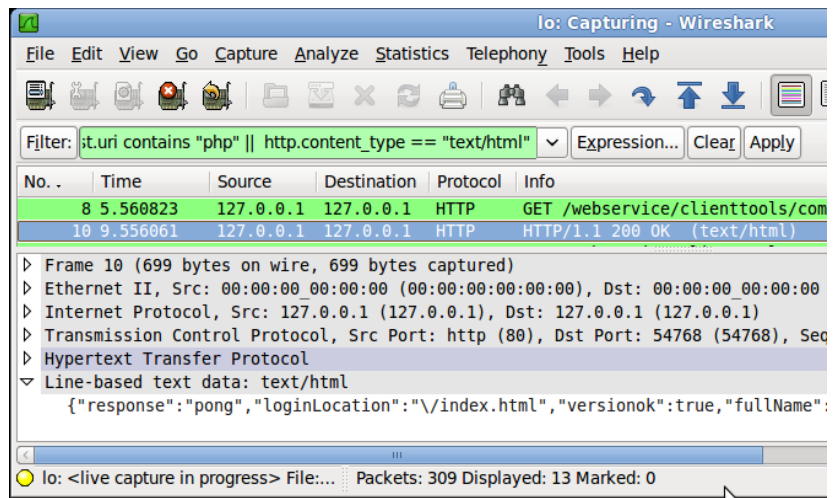 lo: Capturing - Wireshark
File Edit View Go Capture Analyze Statistics Telephony Tools Help
Filter: st.uri contains "php" || http.content_type == "text/html" Expression... Clear Apply
No. . Time Source Destination Protocol Info
8 5.560823 127.0.0.1 127.0.0.1 HTTP GET /webservice/clienttools/com
10 9.556061 127.0.0.1 127.0.0.1 HTTP HTTP/1.1 200 OK (text/html)
Frame 10 (699 bytes on wire, 699 bytes captured)
Ethernet II, Src: 00:00:00_00:00:00 (00:00:00:00:00:00), Dst: 00:00:00_00:00:00
Internet Protocol, Src: 127.0.0.1 (127.0.0.1), Dst: 127.0.0.1 (127.0.0.1)
Transmission Control Protocol, Src Port: http (80), Dst Port: 54768 (54768), Seq
Hypertext Transfer Protocol
Line-based text data: text/html
{"response":"pong","loginLocation":"\/index.html","versionok":true,"fullName":
lo: <live capture in progress> File:... Packets: 309 Displayed: 13 Marked: 0